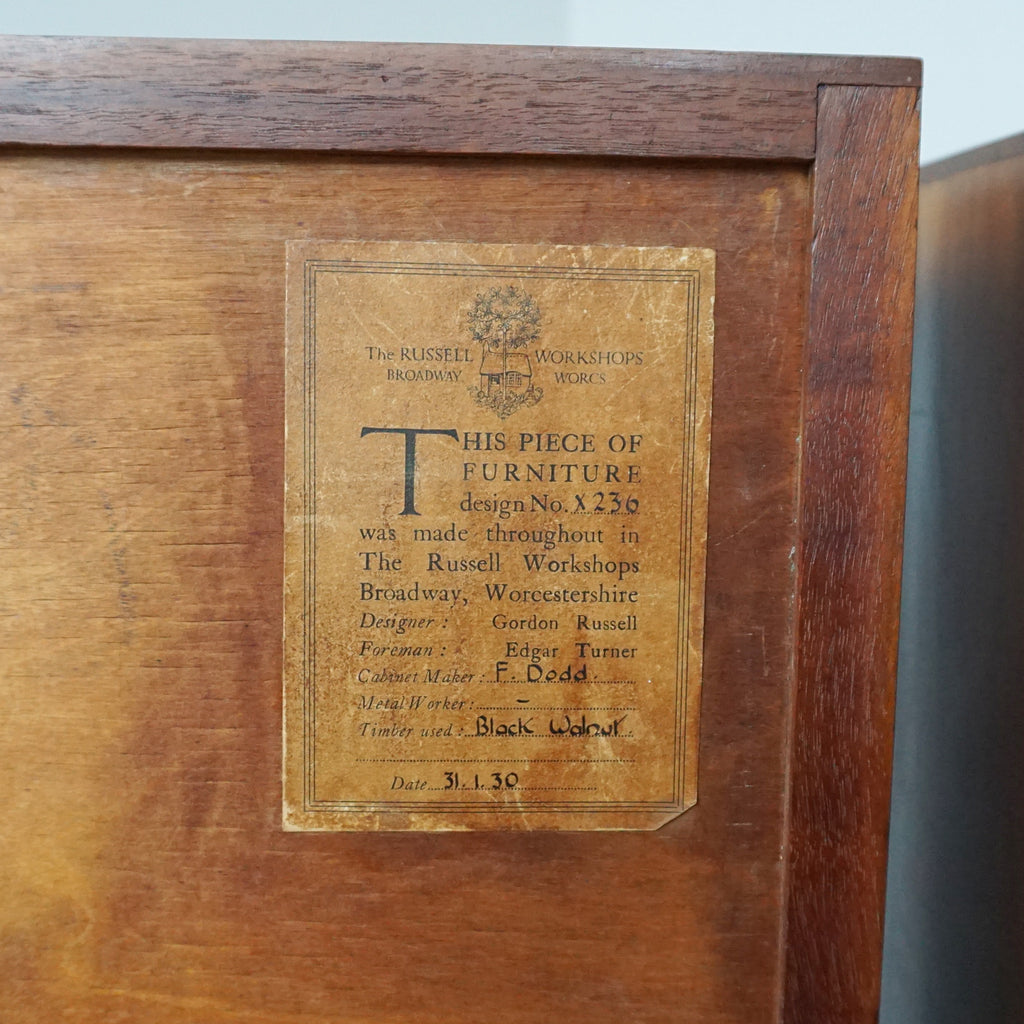 The RUSSELL WORKSHOPS
BROADWAY WORCS
THIS PIECE OF
FURNITURE
design No. X236
was made throughout in
The Russell Workshops
Broadway, Worcestershire
Designer : Gordon Russell
Foreman : Edgar Turner
Cabinet Maker : F. Dodd.
Metal Worker : –
Timber used : Black Walnut.
Date 31.1.30